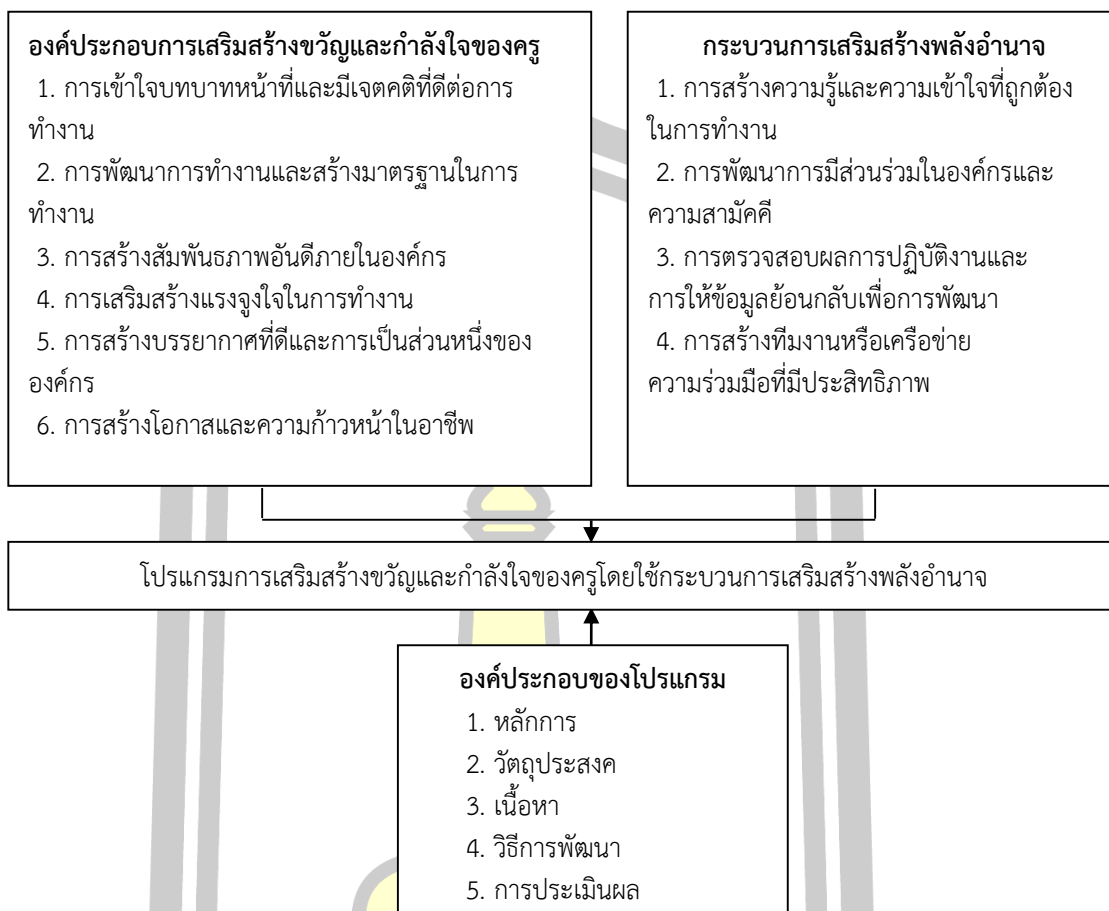 องค์ประกอบการเสริมสร้างขวัญและกำลังใจของครู
1. การเข้าใจบทบาทหน้าที่และมีเจตคติที่ดีต่อการ
ทำงาน
2. การพัฒนาการทำงานและสร้างมาตรฐานในการ
ทำงาน
3. การสร้างสัมพันธภาพอันดีภายในองค์กร
4. การเสริมสร้างแรงจูงใจในการทำงาน
5. การสร้างบรรยากาศที่ดีและการเป็นส่วนหนึ่งของ
องค์กร
6. การสร้างโอกาสและความก้าวหน้าในอาชีพ
กระบวนการเสริมสร้างพลังอำนาจ
1. การสร้างความรู้และความเข้าใจที่ถูกต้อง
ในการทำงาน
2. การพัฒนาการมีส่วนร่วมในองค์กรและ
ความสามัคคี
3. การตรวจสอบผลการปฏิบัติงานและ
การให้ข้อมูลย้อนกลับเพื่อการพัฒนา
4. การสร้างทีมงานหรือเครือข่าย
ความร่วมมือที่มีประสิทธิภาพ
โปรแกรมการเสริมสร้างขวัญและกำลังใจของครูโดยใช้กระบวนการเสริมสร้างพลังอำนาจ
องค์ประกอบของโปรแกรม
1. หลักการ
2. วัตถุประสงค
3. เนื้อหา
4. วิธีการพัฒนา
5. การประเมินผล